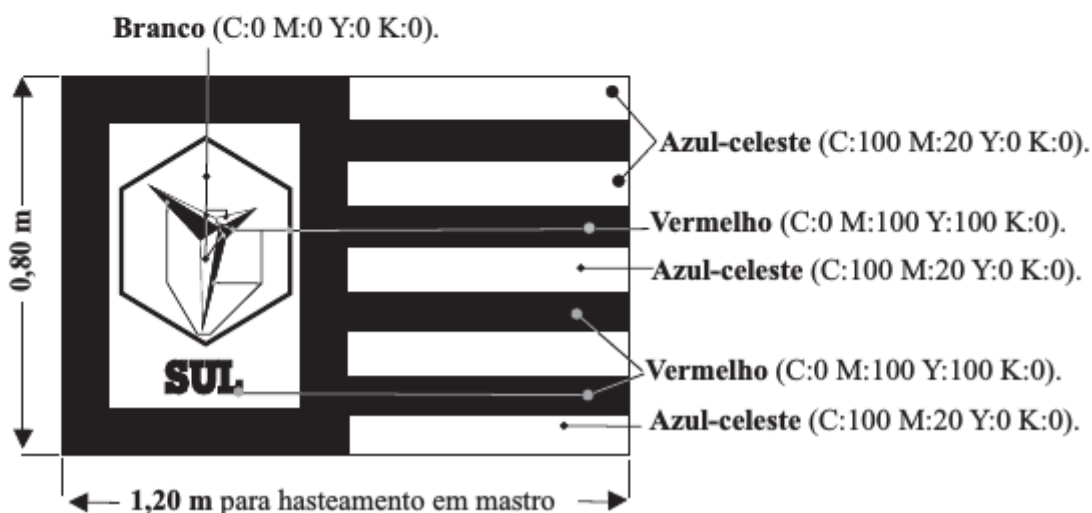 Branco (C:0 M:0 Y:0 K:0).
Azul-celeste (C:100 M:20 Y:0 K:0).
Vermelho (C:0 M:100 Y:100 K:0).
Azul-celeste (C:100 M:20 Y:0 K:0).
0,80 m
Vermelho (C:0 M:100 Y:100 K:0).
SUL
Azul-celeste (C:100 M:20 Y:0 K:0).
1,20 m para hasteamento em mastro